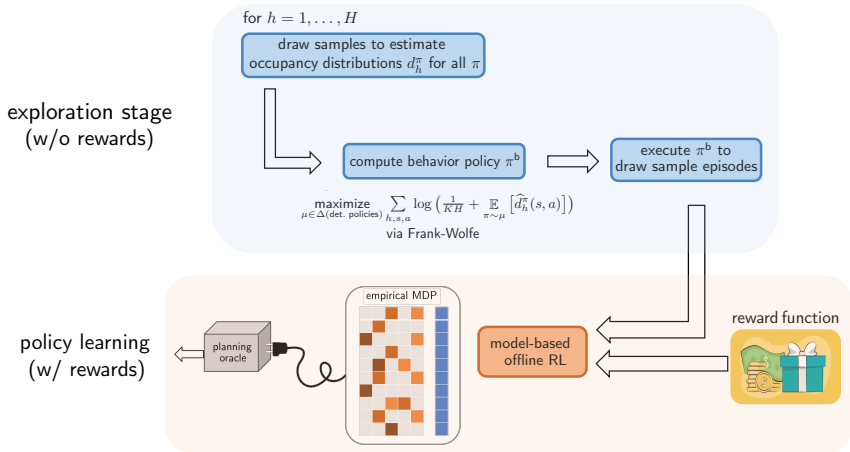 for h = 1, . . . , H
draw samples to estimate
occupancy distributions d_h^π for all π
exploration stage
(w/o rewards)
compute behavior policy π^b
execute π^b to
draw sample episodes
maximize_{μ∈Δ(det. policies)} ∑_{h,s,a} log ( 1/KH + 𝔼_{π∼μ} [ \widehat{d}_h^π(s, a) ] )
via Frank-Wolfe
empirical MDP
reward function
planning
oracle
model-based
offline RL
policy learning
(w/ rewards)